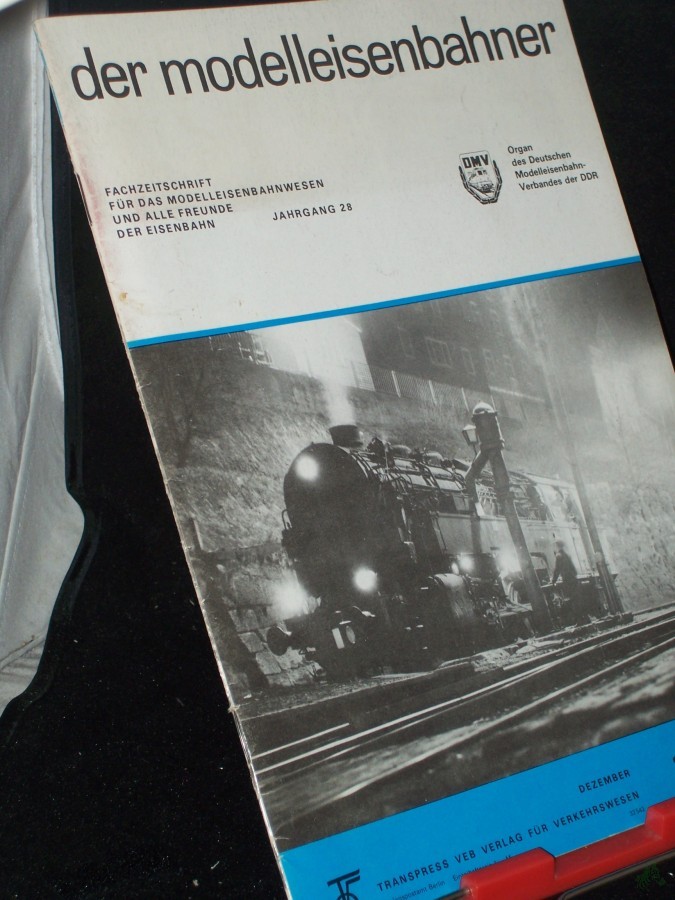 der modelleisenbahner
FACHZEITSCHRIFT
FÜR DAS MODELLEISENBAHNWESEN
UND ALLE FREUNDE
DER EISENBAHN
JAHRGANG 28
DMV
Organ
des Deutschen
Modelleisenbahn-
Verbandes der DDR
DEZEMBER
TRANSPRESS VEB VERLAG FÜR VERKEHRSWESEN
Berlin